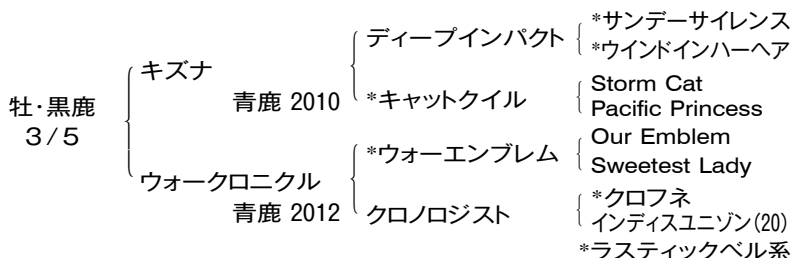 牡・黒鹿
3/5
キズナ
青鹿 2010
ウォークロニクル
青鹿 2012
ディープインパクト
*キャットクイル
*ウォーエンブレム
クロノロジスト
*サンデーサイレンス
*ウインドインハーヘア
Storm Cat
Pacific Princess
Our Emblem
Sweetest Lady
*クロフネ
インディスユニゾン(20)
*ラスティックベル系